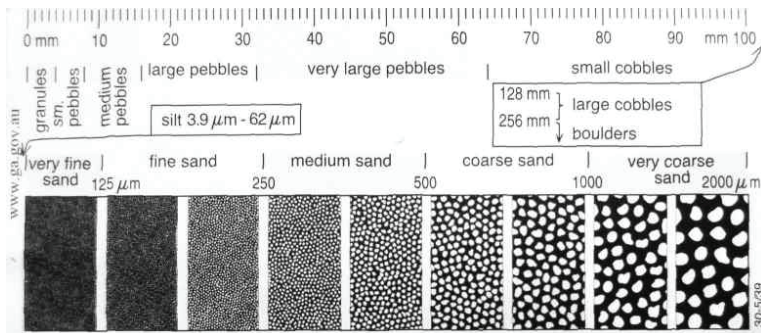 0 mm 10 20 30 40 50 60 70 80 90 mm 100
granules
sm. pebbles
medium pebbles
large pebbles
very large pebbles
small cobbles
silt 3.9 μm - 62 μm
128 mm
large cobbles
256 mm
boulders
www.ga.gov.au
very fine sand
fine sand
medium sand
coarse sand
very coarse sand
125 μm 250 500 1000 2000 μm
30-5/39